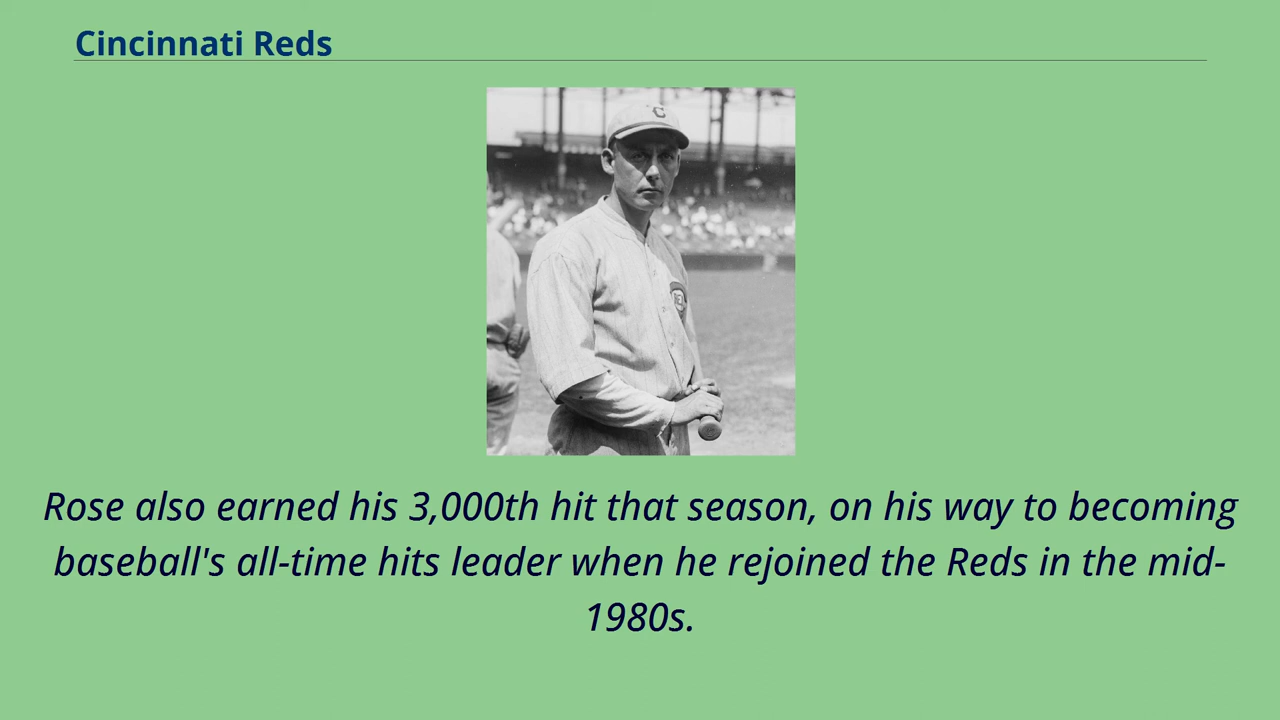 Cincinnati Reds
C
Rose also earned his 3,000th hit that season, on his way to becoming
baseball's all-time hits leader when he rejoined the Reds in the mid-
1980s.